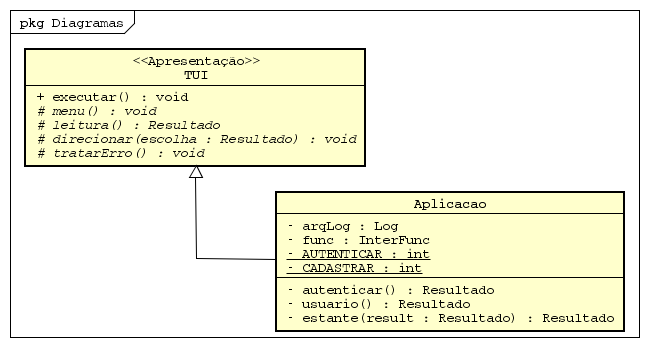 pkg Diagramas
<<Apresentação>>
TUI
+ executar() : void
# menu() : void
# leitura() : Resultado
# direcionar(escolha : Resultado) : void
# tratarErro() : void
Aplicacao
- arqLog : Log
- func : InterFunc
- AUTENTICAR : int
- CADASTRAR : int
- autenticar() : Resultado
- usuario() : Resultado
- estante(result : Resultado) : Resultado